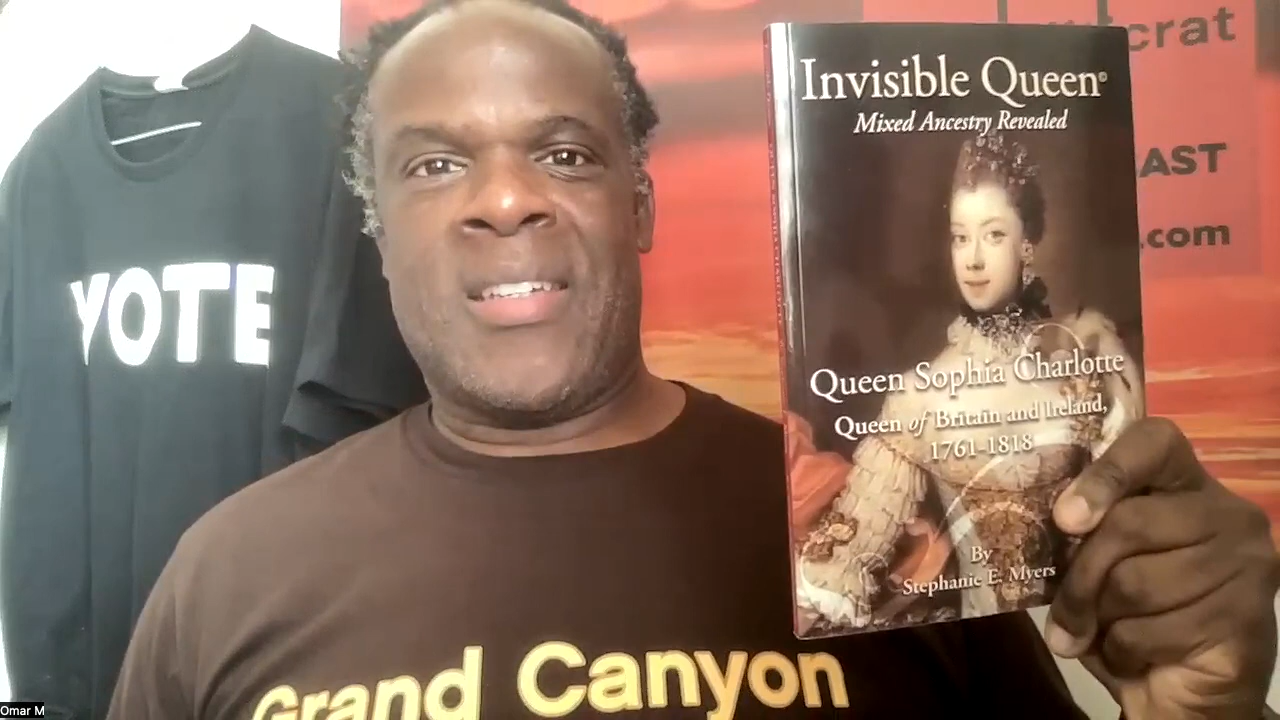 VOTE
crat
AST
.com
Invisible Queen®
Mixed Ancestry Revealed
Queen Sophia Charlotte
Queen of Britain and Ireland,
1761-1818
By
Stephanie E. Myers
Grand Canyon
Omar M